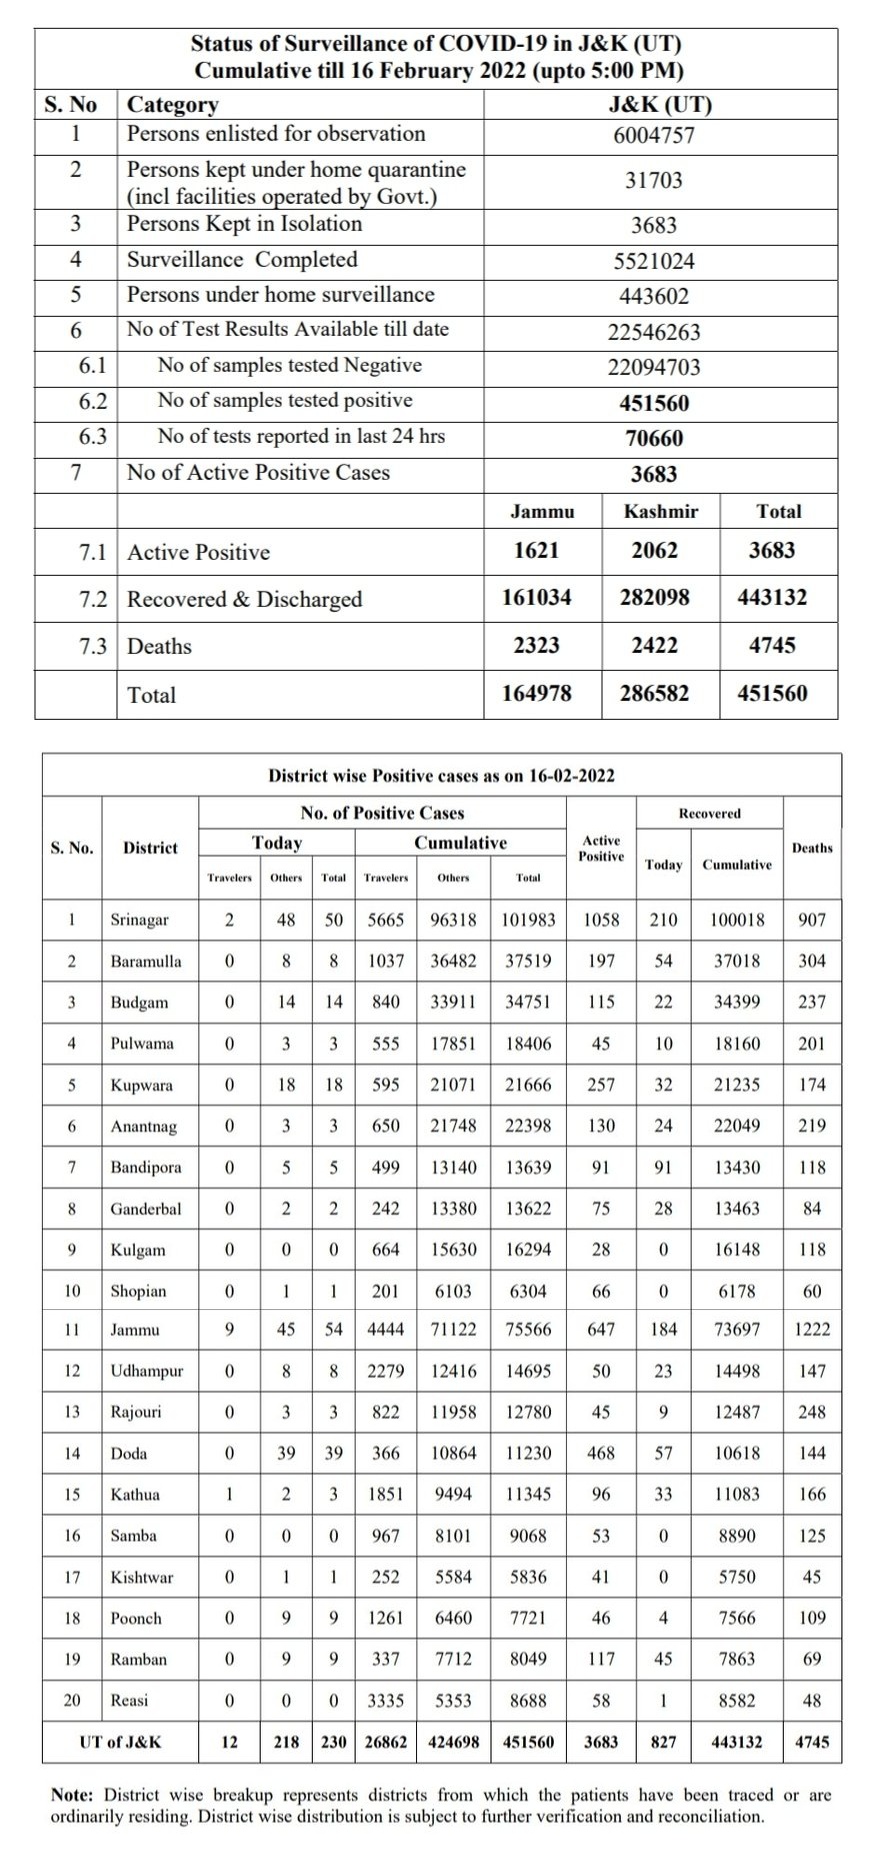 Status of Surveillance of COVID-19 in J&K (UT)
Cumulative till 16 February 2022 (upto 5:00 PM)
S. No Category J&K (UT)
1 Persons enlisted for observation 6004757
2 Persons kept under home quarantine (incl facilities operated by Govt.) 31703
3 Persons Kept in Isolation 3683
4 Surveillance Completed 5521024
5 Persons under home surveillance 443602
6 No of Test Results Available till date 22546263
6.1 No of samples tested Negative 22094703
6.2 No of samples tested positive 451560
6.3 No of tests reported in last 24 hrs 70660
7 No of Active Positive Cases 3683
Jammu Kashmir Total
7.1 Active Positive 1621 2062 3683
7.2 Recovered & Discharged 161034 282098 443132
7.3 Deaths 2323 2422 4745
Total 164978 286582 451560
District wise Positive cases as on 16-02-2022
S. No. District No. of Positive Cases Active Positive Recovered Deaths
Today Cumulative Today Cumulative
Travelers Others Total Travelers Others Total
1 Srinagar 2 48 50 5665 96318 101983 1058 210 100018 907
2 Baramulla 0 8 8 1037 36482 37519 197 54 37018 304
3 Budgam 0 14 14 840 33911 34751 115 22 34399 237
4 Pulwama 0 3 3 555 17851 18406 45 10 18160 201
5 Kupwara 0 18 18 595 21071 21666 257 32 21235 174
6 Anantnag 0 3 3 650 21748 22398 130 24 22049 219
7 Bandipora 0 5 5 499 13140 13639 91 91 13430 118
8 Ganderbal 0 2 2 242 13380 13622 75 28 13463 84
9 Kulgam 0 0 0 664 15630 16294 28 0 16148 118
10 Shopian 0 1 1 201 6103 6304 66 0 6178 60
11 Jammu 9 45 54 4444 71122 75566 647 184 73697 1222
12 Udhampur 0 8 8 2279 12416 14695 50 23 14498 147
13 Rajouri 0 3 3 822 11958 12780 45 9 12487 248
14 Doda 0 39 39 366 10864 11230 468 57 10618 144
15 Kathua 1 2 3 1851 9494 11345 96 33 11083 166
16 Samba 0 0 0 967 8101 9068 53 0 8890 125
17 Kishtwar 0 1 1 252 5584 5836 41 0 5750 45
18 Poonch 0 9 9 1261 6460 7721 46 4 7566 109
19 Ramban 0 9 9 337 7712 8049 117 45 7863 69
20 Reasi 0 0 0 3335 5353 8688 58 1 8582 48
UT of J&K 12 218 230 26862 424698 451560 3683 827 443132 4745
Note: District wise breakup represents districts from which the patients have been traced or are
ordinarily residing. District wise distribution is subject to further verification and reconciliation.